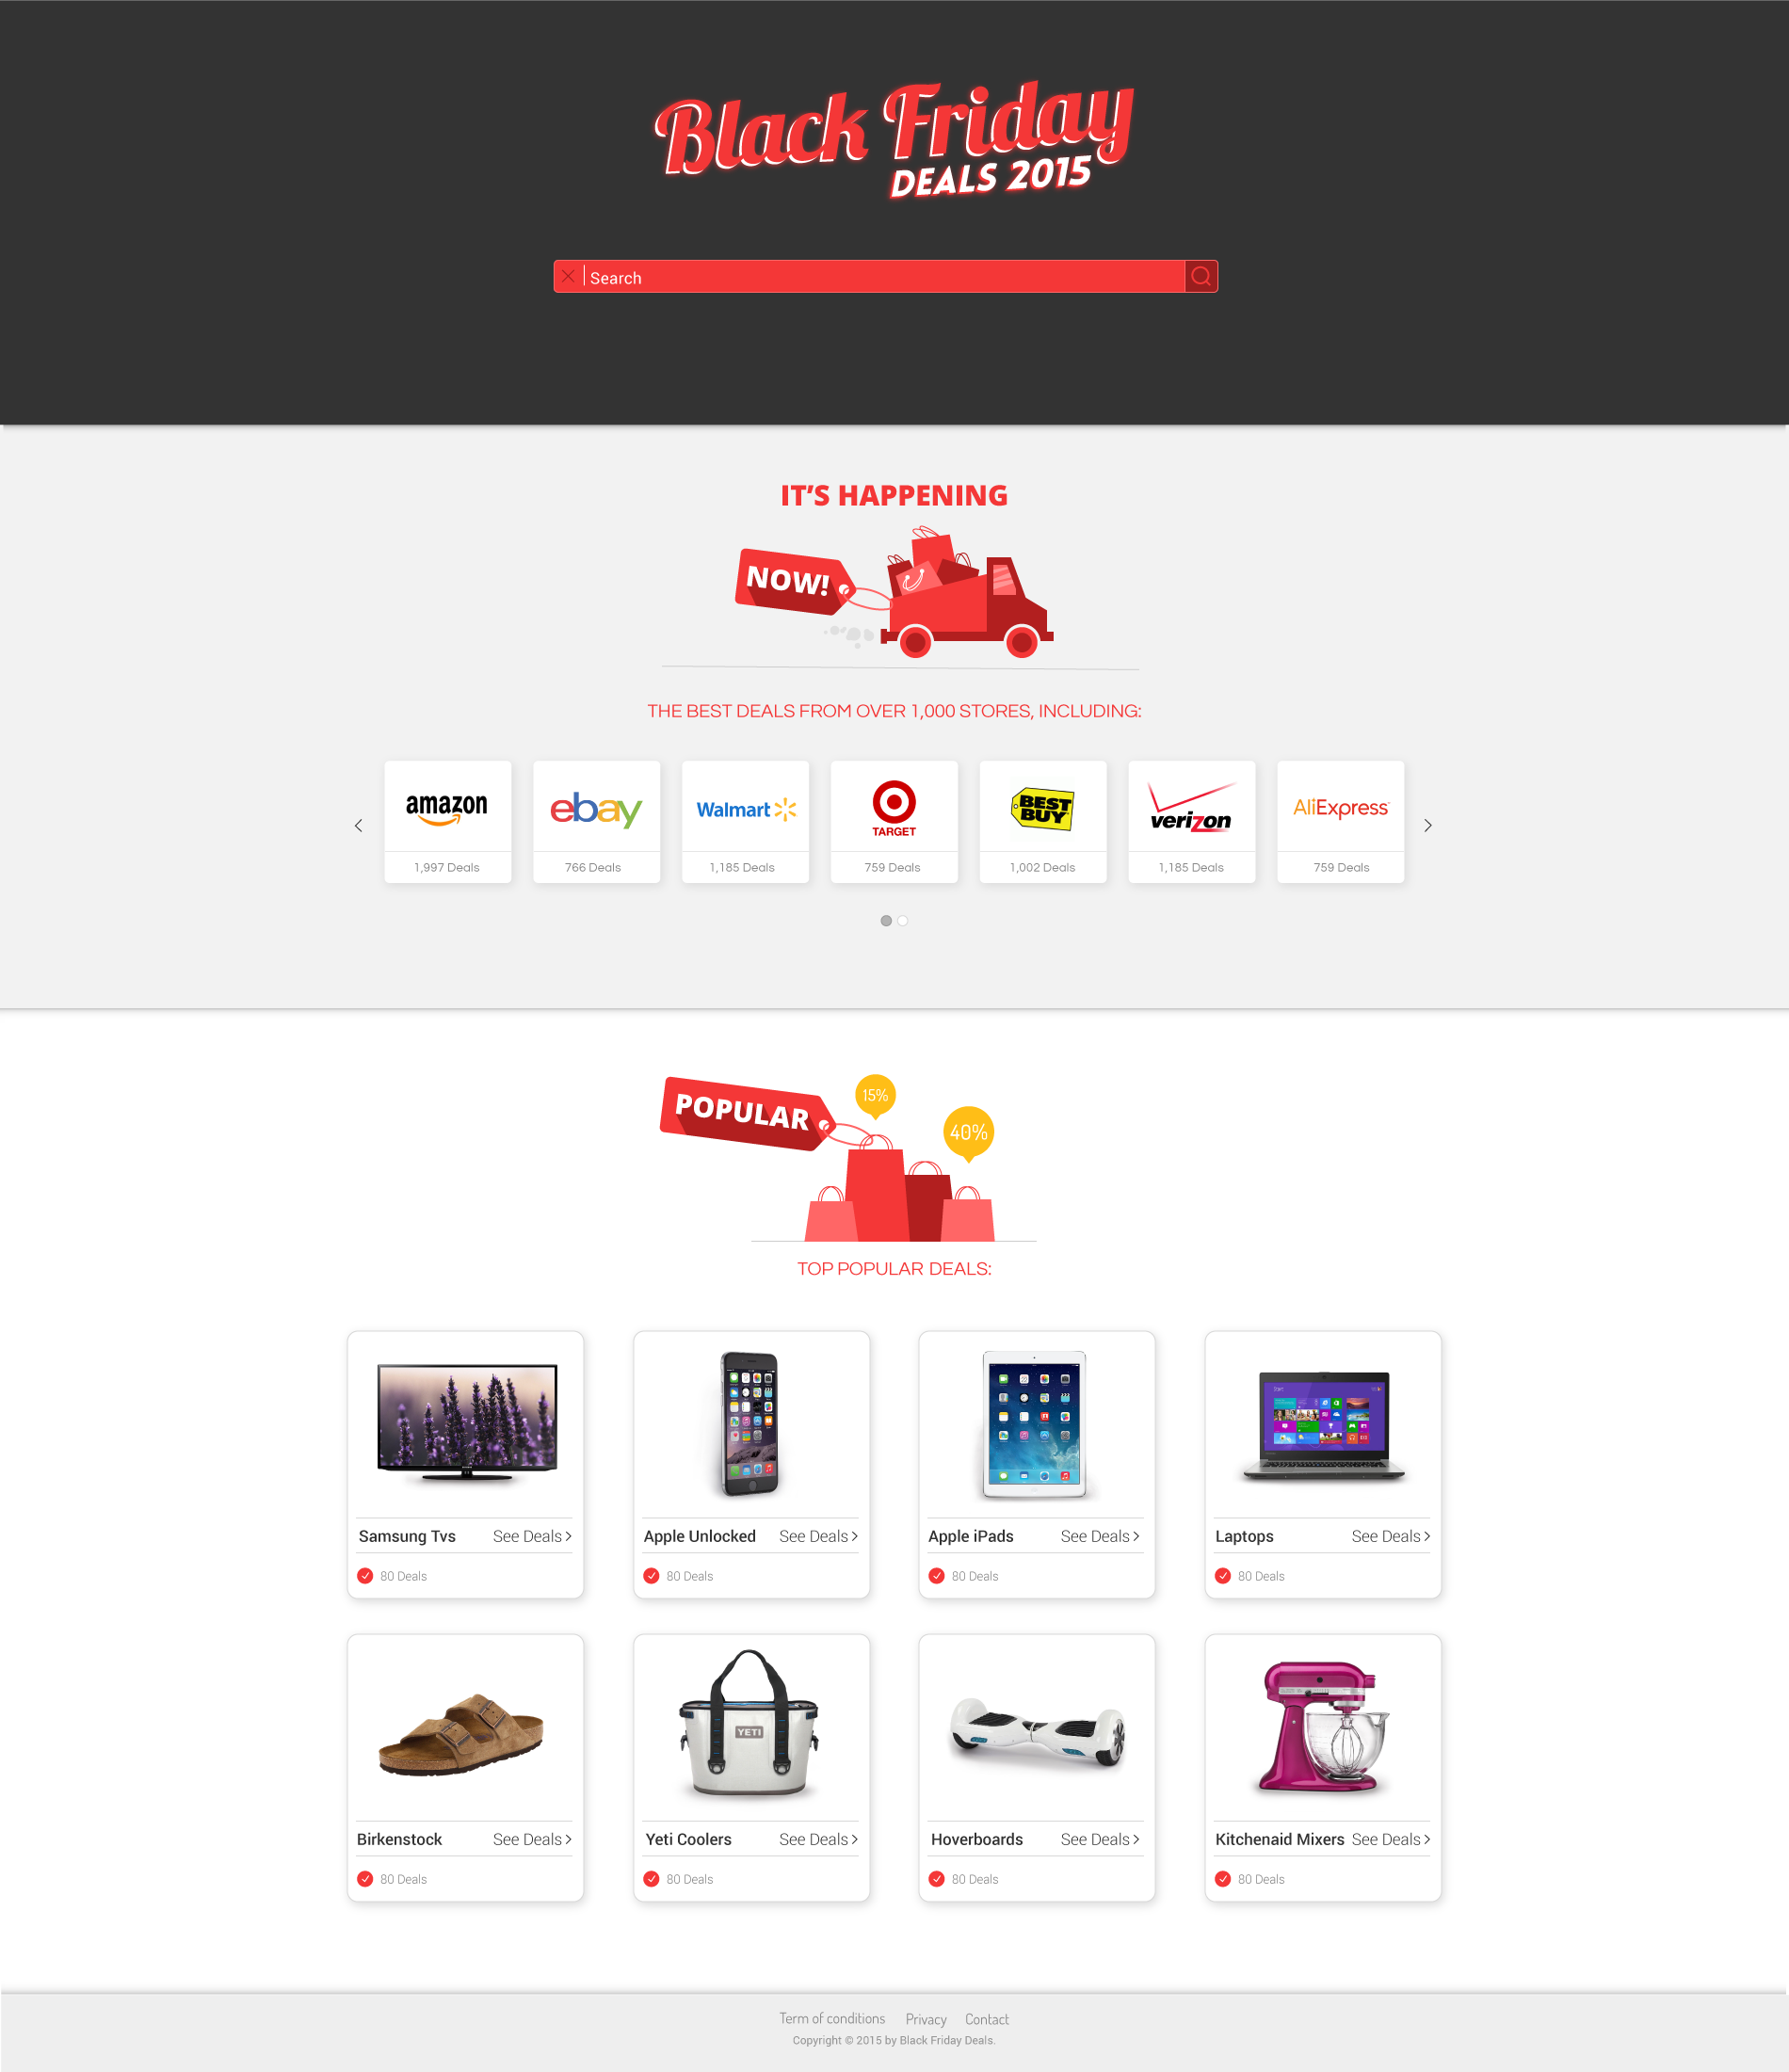 Black Friday
DEALS 2015
Search
IT'S HAPPENING
NOW!
THE BEST DEALS FROM OVER 1,000 STORES, INCLUDING:
amazon
1,997 Deals
ebay
766 Deals
Walmart
1,185 Deals
TARGET
759 Deals
BEST
BUY
1,002 Deals
verizon
1,185 Deals
AliExpress
759 Deals
POPULAR
15%
40%
TOP POPULAR DEALS:
Samsung Tvs See Deals >
80 Deals
Apple Unlocked See Deals >
80 Deals
Apple iPads See Deals >
80 Deals
Start
Laptops See Deals >
80 Deals
Birkenstock See Deals >
80 Deals
YETI
Yeti Coolers See Deals >
80 Deals
Hoverboards See Deals >
80 Deals
Kitchenaid Mixers See Deals >
80 Deals
Term of conditions Privacy Contact
Copyright © 2015 by Black Friday Deals.